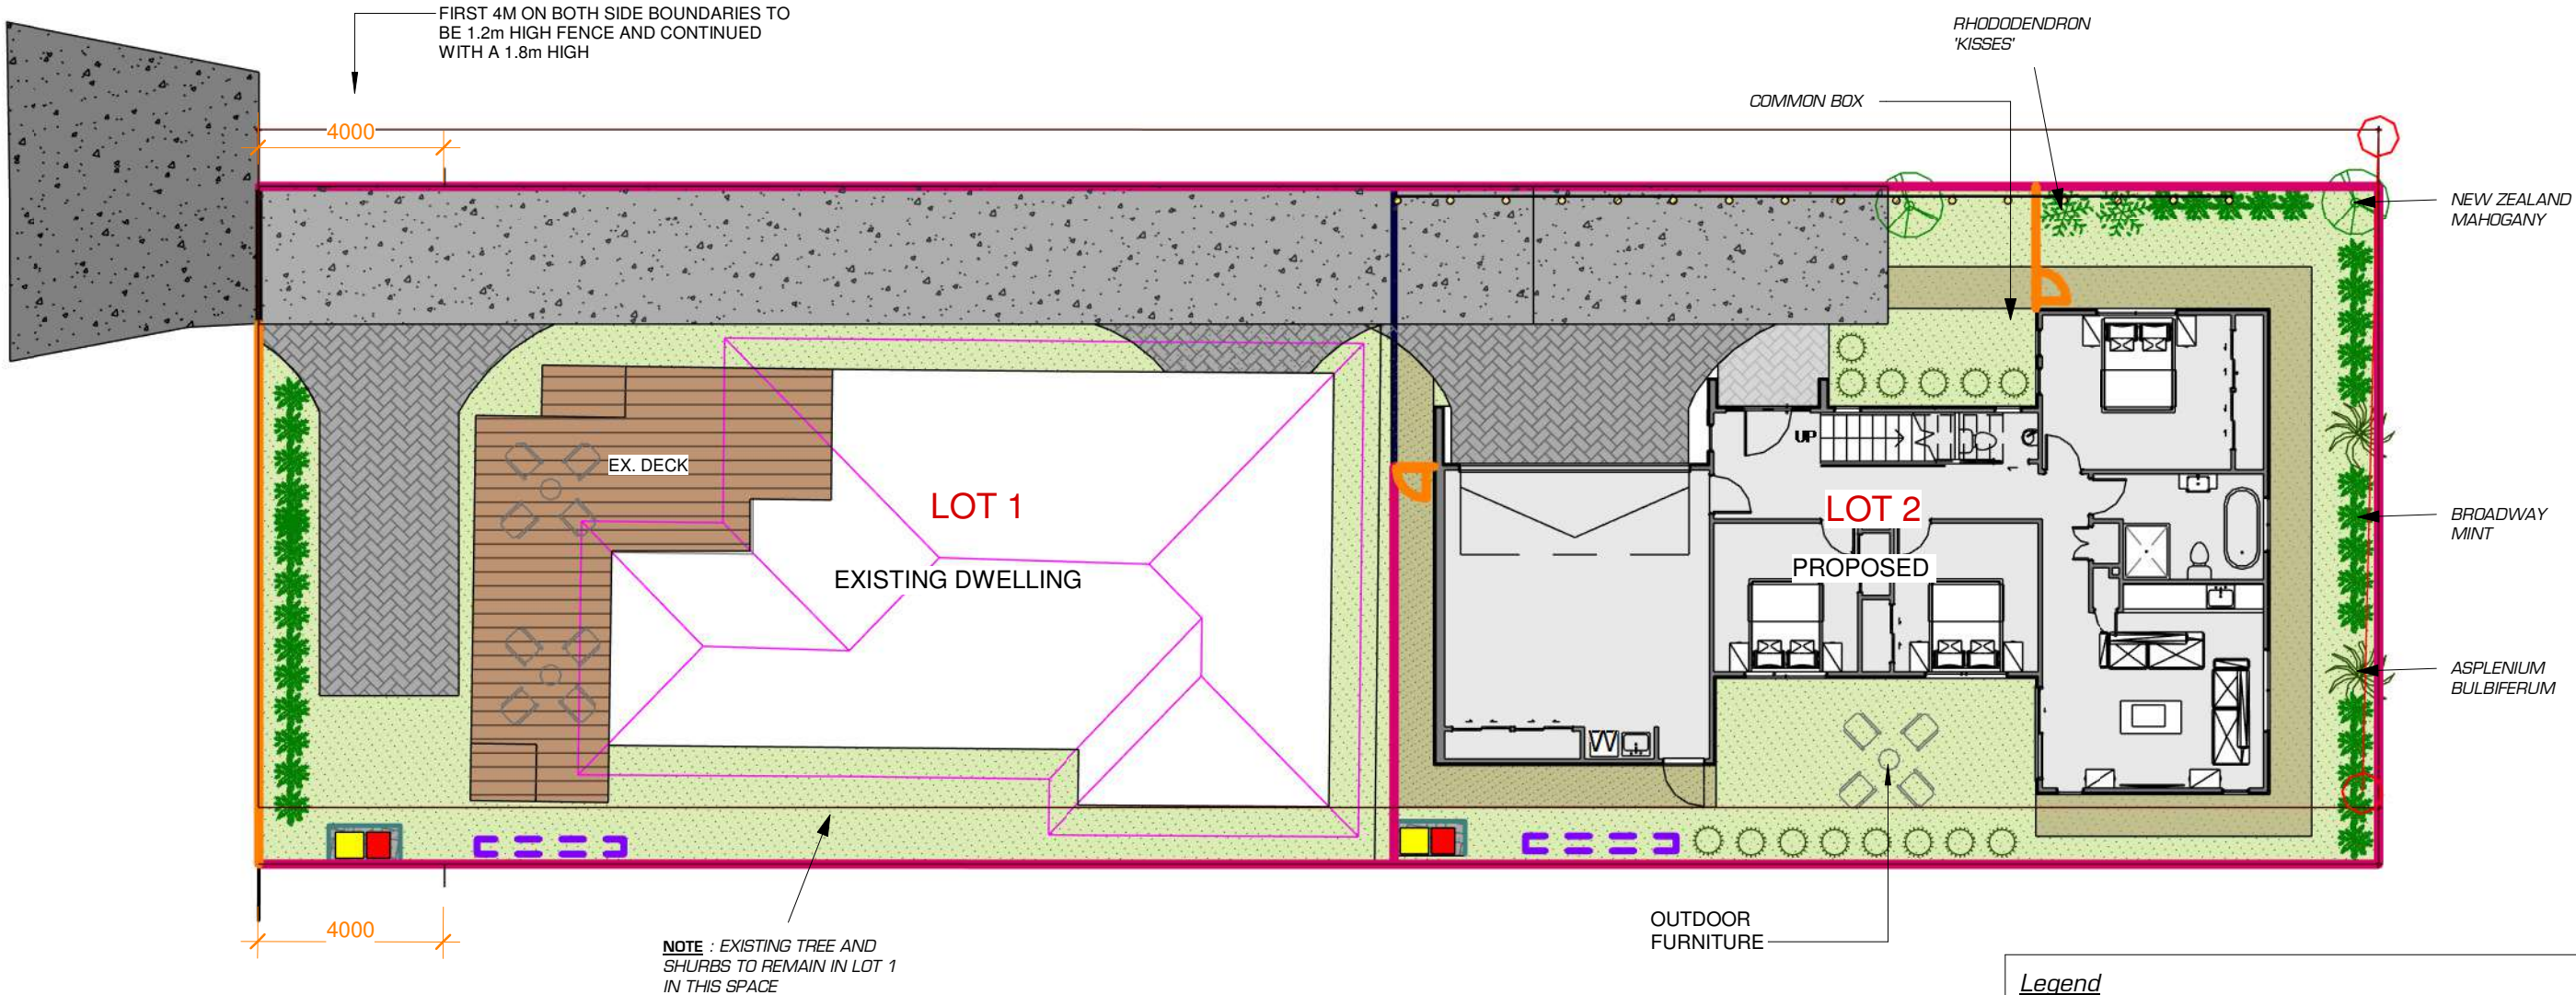 FIRST 4M ON BOTH SIDE BOUNDARIES TO
BE 1.2m HIGH FENCE AND CONTINUED
WITH A 1.8m HIGH
RHODODENDRON
'KISSES'
COMMON BOX
4000
NEW ZEALAND
MAHOGANY
EX. DECK
UP
LOT 1
LOT 2
EXISTING DWELLING
PROPOSED
BROADWAY
MINT
ASPLENIUM
BULBIFERUM
W
4000
OUTDOOR
FURNITURE
NOTE : EXISTING TREE AND
SHURBS TO REMAIN IN LOT 1
IN THIS SPACE
Legend